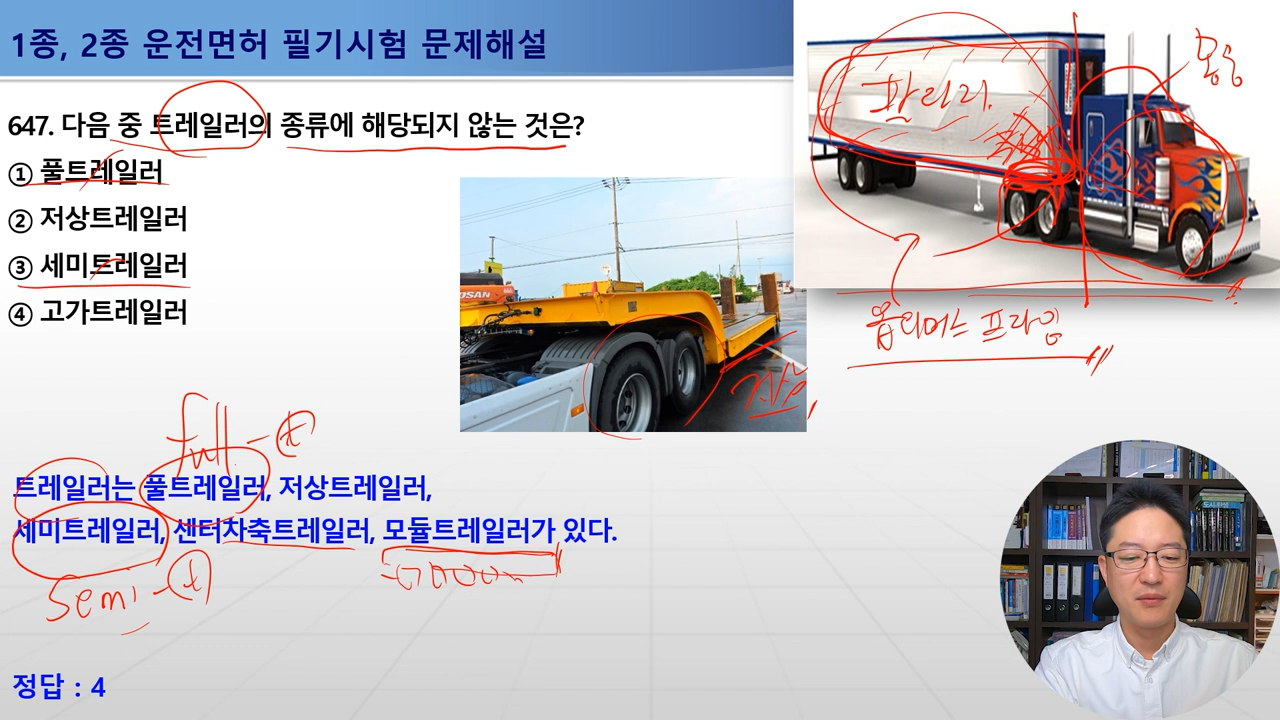 1종, 2종 운전면허 필기시험 문제해설
647. 다음 중 트레일러의 종류에 해당되지 않는 것은?
① 풀트레일러
② 저상트레일러
③ 세미트레일러
④ 고가트레일러
옵티머스 프라임
full - t
트레일러는 풀트레일러, 저상트레일러,
세미트레일러, 센터차축트레일러, 모듈트레일러가 있다.
semi - t
정답 : 4